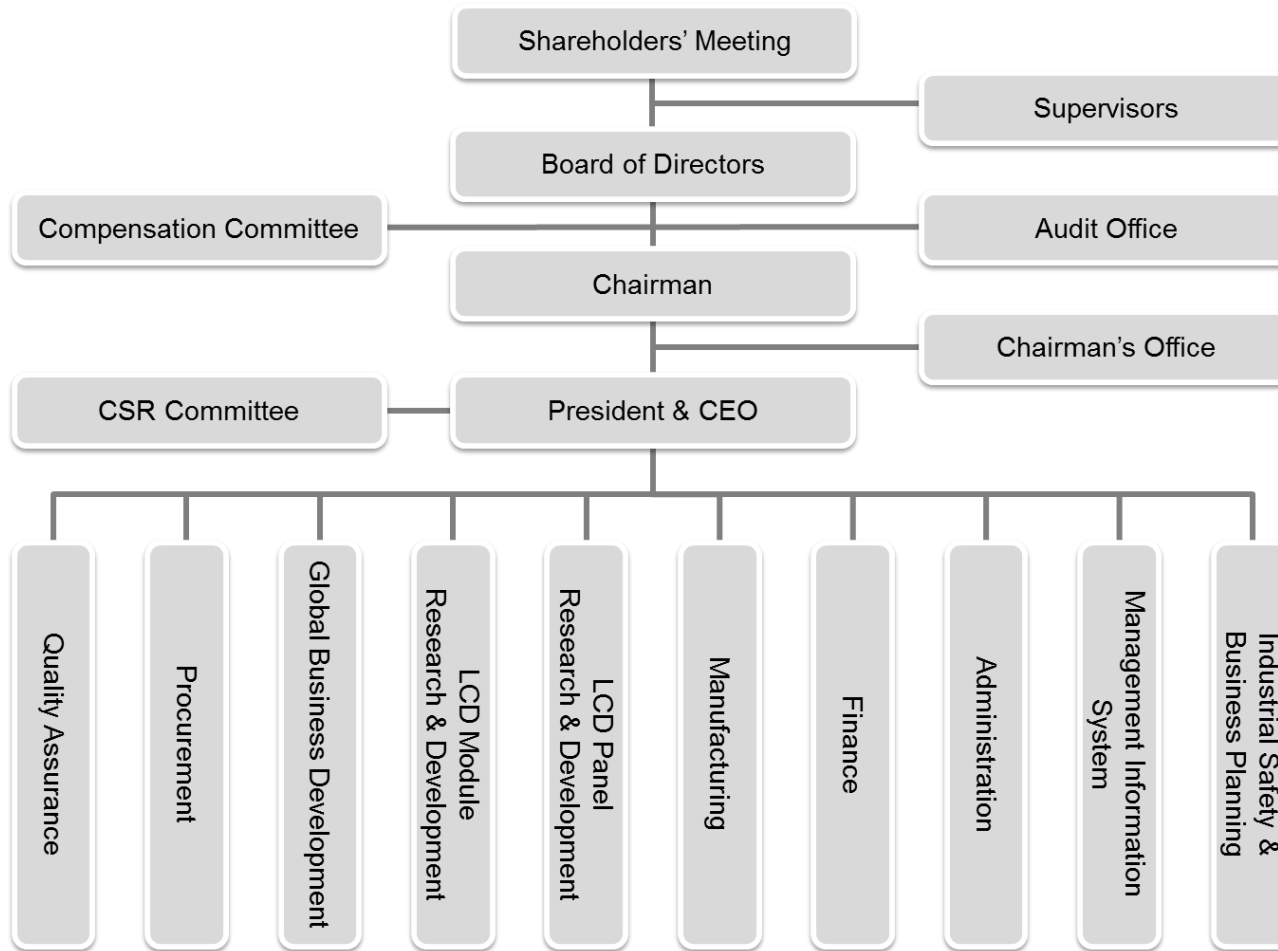 Shareholders’ Meeting
Supervisors
Board of Directors
Compensation Committee
Audit Office
Chairman
Chairman’s Office
CSR Committee
President & CEO
Quality Assurance
Procurement
Global Business Development
LCD Module
Research & Development
LCD Panel
Research & Development
Manufacturing
Finance
Administration
Management Information
System
Industrial Safety &
Business Planning